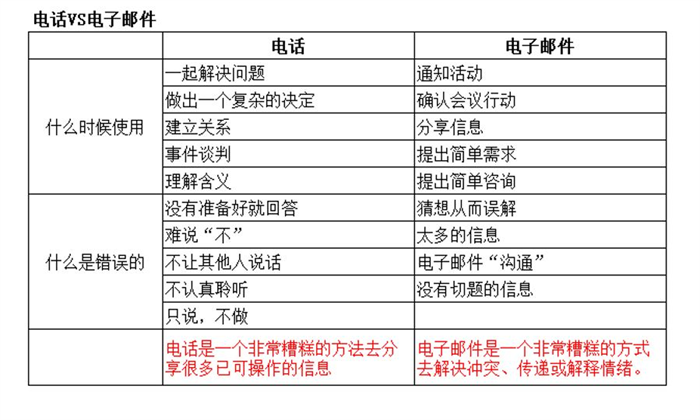 电话VS电子邮件
电话 电子邮件
什么时候使用
一起解决问题 通知活动
做出一个复杂的决定 确认会议行动
建立关系 分享信息
事件谈判 提出简单需求
理解含义 提出简单咨询
什么是错误的
没有准备好就回答 猜想从而误解
难说“不” 太多的信息
不让其他人说话 电子邮件“沟通”
不认真聆听 没有切题的信息
只说，不做
电话是一个非常糟糕的方法去分
享很多已可操作的信息
电子邮件是一个非常糟糕的方式
去解决冲突、传递或解释情绪。